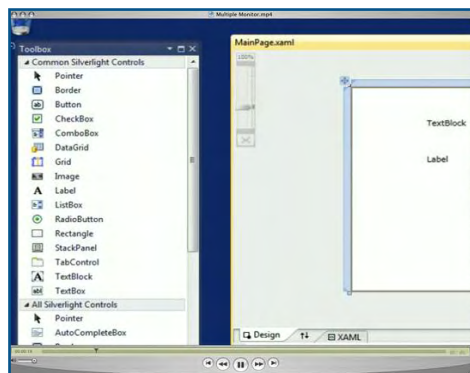 Multiple Monitor.mp4
Toolbox
Common Silverlight Controls
Pointer
Border
Button
CheckBox
ComboBox
DataGrid
Grid
Image
Label
ListBox
RadioButton
Rectangle
StackPanel
TabControl
TextBlock
TextBox
All Silverlight Controls
Pointer
AutoCompleteBox
MainPage.xaml
100%
TextBlock
Label
Design
XAML